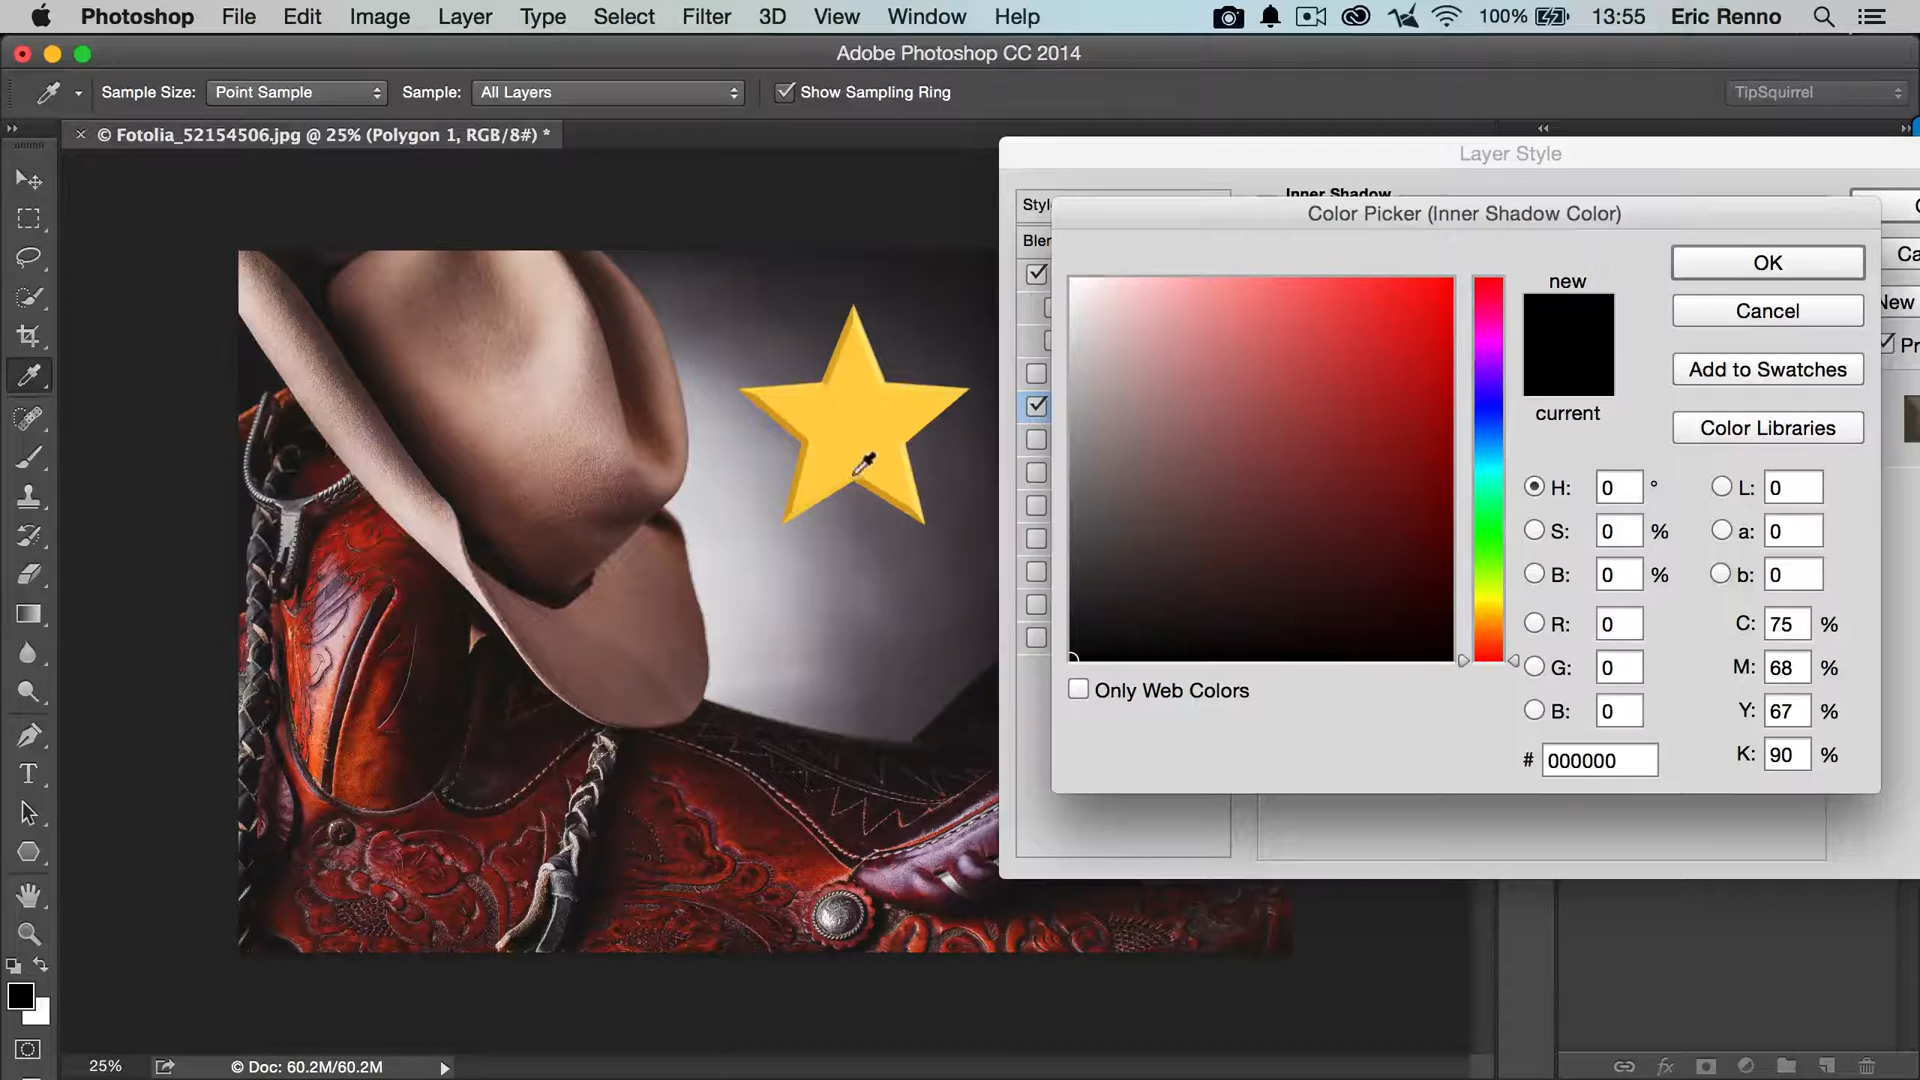 Photoshop File Edit Image Layer Type Select Filter 3D View Window Help 100% 13:55 Eric Renno
Adobe Photoshop CC 2014
Sample Size: Point Sample Sample: All Layers Show Sampling Ring TipSquirrel
× © Fotolia_52154506.jpg @ 25% (Polygon 1, RGB/8#) *
Layer Style
Inner Shadow
Color Picker (Inner Shadow Color)
new
OK
Cancel
New
Add to Swatches
current
Color Libraries
H: 0 ° L: 0
S: 0 % a: 0
B: 0 % b: 0
R: 0 C: 75 %
G: 0 M: 68 %
Only Web Colors
B: 0 Y: 67 %
# 000000 K: 90 %
T
25% © Doc: 60.2M/60.2M
fx